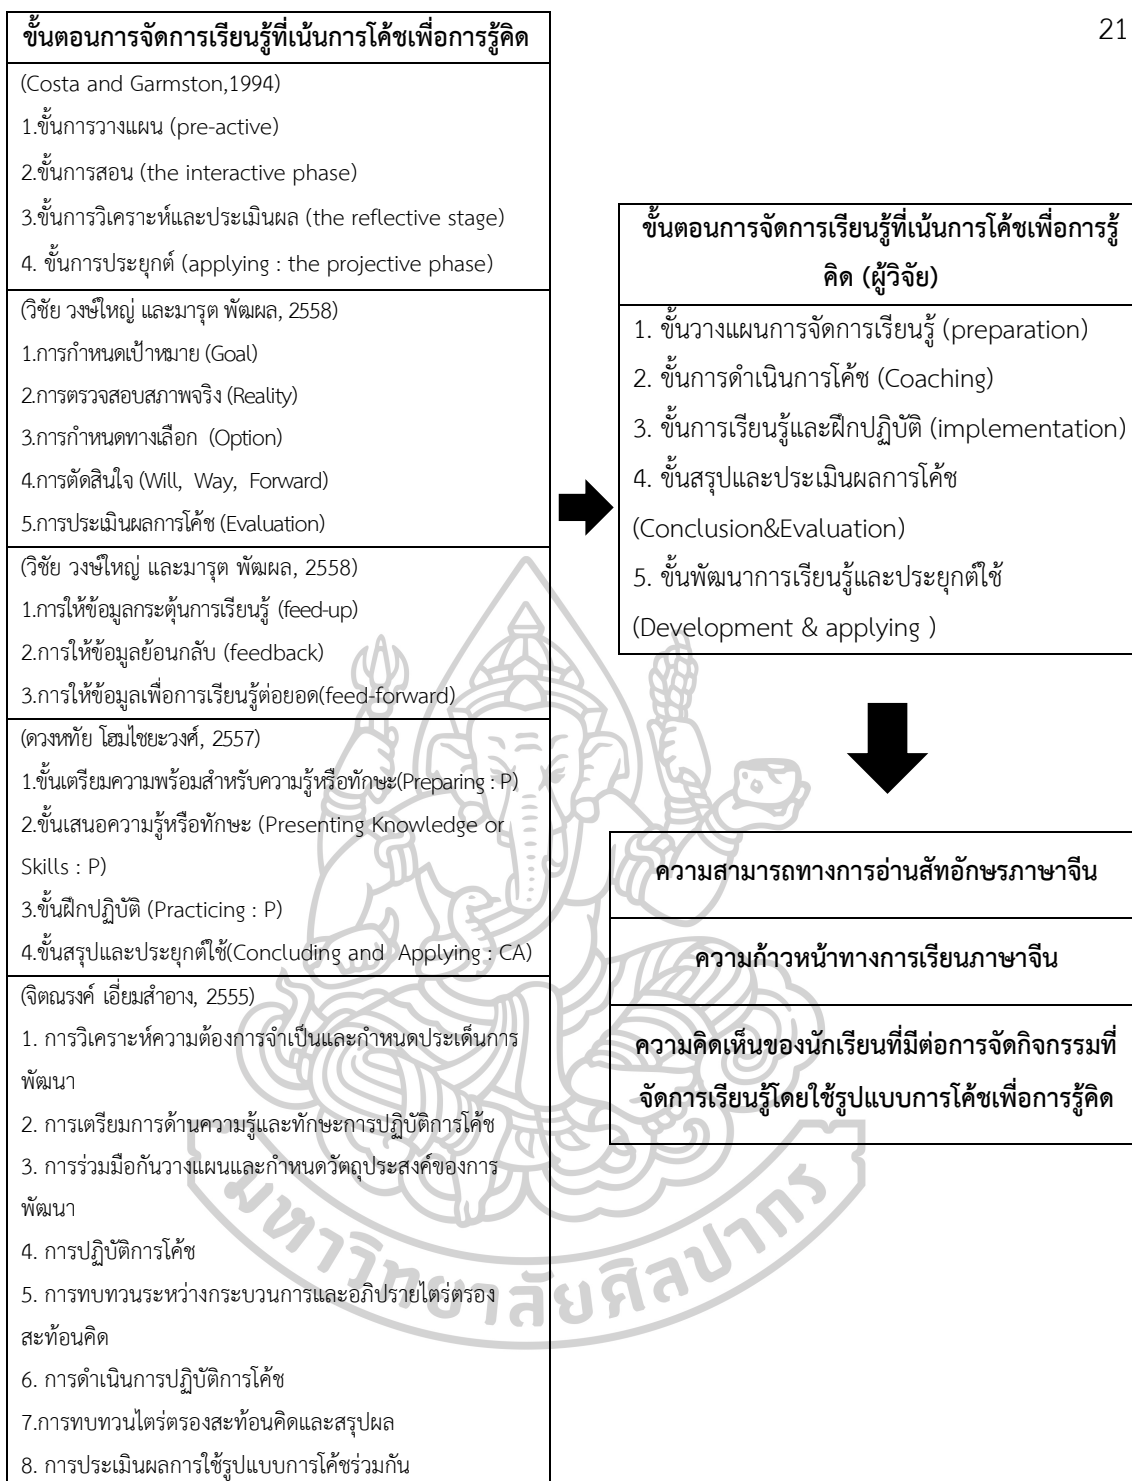 21
ขั้นตอนการจัดการเรียนรู้ที่เน้นการโค้ชเพื่อการรู้คิด
(Costa and Garmston,1994)
1.ขั้นการวางแผน (pre-active)
2.ขั้นการสอน (the interactive phase)
3.ขั้นการวิเคราะห์และประเมินผล (the reflective stage)
4. ขั้นการประยุกต์ (applying : the projective phase)
(วิชัย วงษ์ใหญ่ และมารุต พัฒผล, 2558)
1.การกำหนดเป้าหมาย (Goal)
2.การตรวจสอบสภาพจริง (Reality)
3.การกำหนดทางเลือก (Option)
4.การตัดสินใจ (Will, Way, Forward)
5.การประเมินผลการโค้ช (Evaluation)
(วิชัย วงษ์ใหญ่ และมารุต พัฒผล, 2558)
1.การให้ข้อมูลกระตุ้นการเรียนรู้ (feed-up)
2.การให้ข้อมูลย้อนกลับ (feedback)
3.การให้ข้อมูลเพื่อการเรียนรู้ต่อยอด(feed-forward)
(ดวงหทัย โฮมไชยะวงศ์, 2557)
1.ขั้นเตรียมความพร้อมสำหรับความรู้หรือทักษะ(Preparing : P)
2.ขั้นเสนอความรู้หรือทักษะ (Presenting Knowledge or
Skills : P)
3.ขั้นฝึกปฏิบัติ (Practicing : P)
4.ขั้นสรุปและประยุกต์ใช้(Concluding and Applying : CA)
(จิตณรงค์ เอี่ยมสำอาง, 2555)
1. การวิเคราะห์ความต้องการจำเป็นและกำหนดประเด็นการ
พัฒนา
2. การเตรียมการด้านความรู้และทักษะการปฏิบัติการโค้ช
3. การร่วมมือกันวางแผนและกำหนดวัตถุประสงค์ของการ
พัฒนา
4. การปฏิบัติการโค้ช
5. การทบทวนระหว่างกระบวนการและอภิปรายไตร่ตรอง
สะท้อนคิด
6. การดำเนินการปฏิบัติการโค้ช
7.การทบทวนไตร่ตรองสะท้อนคิดและสรุปผล
8. การประเมินผลการใช้รูปแบบการโค้ชร่วมกัน
ขั้นตอนการจัดการเรียนรู้ที่เน้นการโค้ชเพื่อการรู้
คิด (ผู้วิจัย)
1. ขั้นวางแผนการจัดการเรียนรู้ (preparation)
2. ขั้นการดำเนินการโค้ช (Coaching)
3. ขั้นการเรียนรู้และฝึกปฏิบัติ (implementation)
4. ขั้นสรุปและประเมินผลการโค้ช
(Conclusion&Evaluation)
5. ขั้นพัฒนาการเรียนรู้และประยุกต์ใช้
(Development & applying )
ความสามารถทางการอ่านสัทอักษรภาษาจีน
ความก้าวหน้าทางการเรียนภาษาจีน
ความคิดเห็นของนักเรียนที่มีต่อการจัดกิจกรรมที่
จัดการเรียนรู้โดยใช้รูปแบบการโค้ชเพื่อการรู้คิด
มหาวิทยาลัยศิลปากร